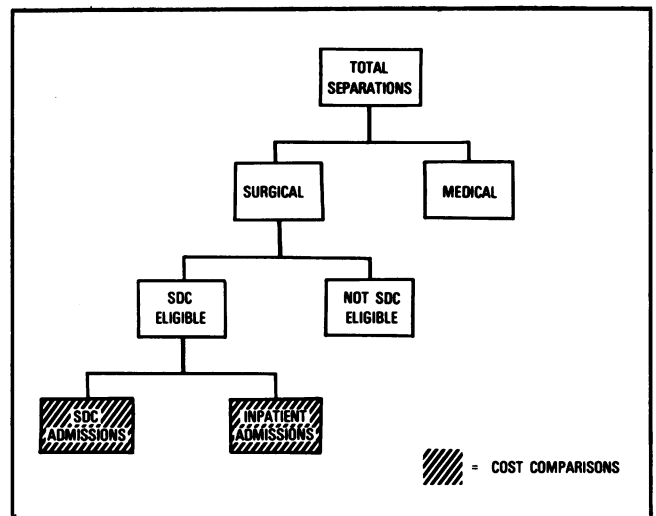 TOTAL
SEPARATIONS
SURGICAL
MEDICAL
SDC
ELIGIBLE
NOT SDC
ELIGIBLE
SDC
ADMISSIONS
INPATIENT
ADMISSIONS
= COST COMPARISONS